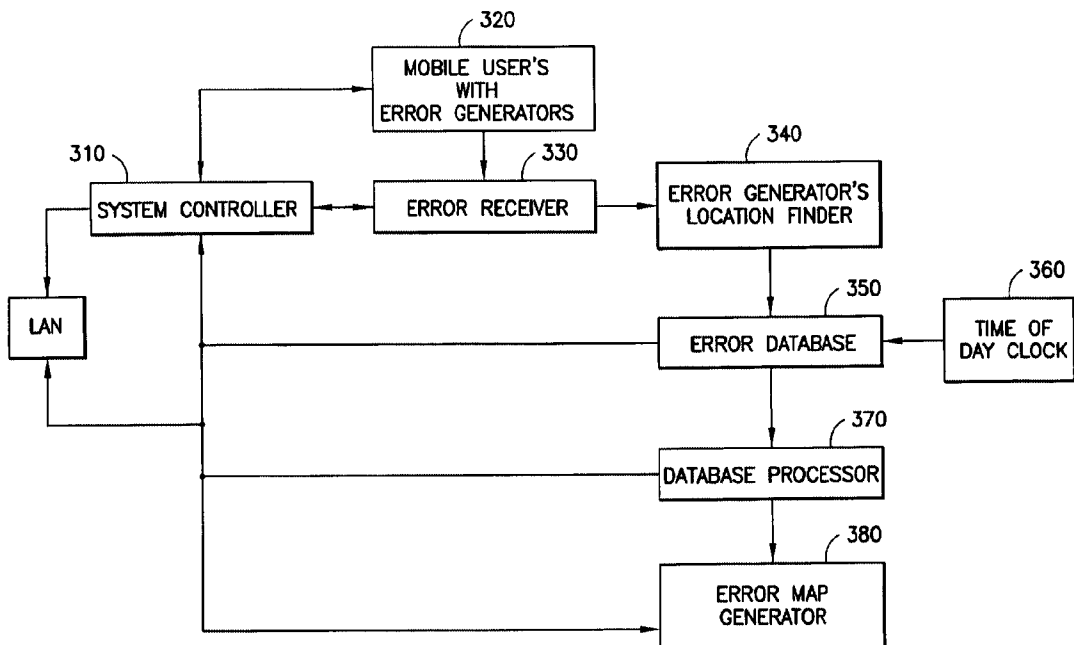 320
MOBILE USER'S
WITH
ERROR GENERATORS
310
SYSTEM CONTROLLER
330
ERROR RECEIVER
340
ERROR GENERATOR'S
LOCATION FINDER
LAN
350
ERROR DATABASE
360
TIME OF
DAY CLOCK
370
DATABASE PROCESSOR
380
ERROR MAP
GENERATOR